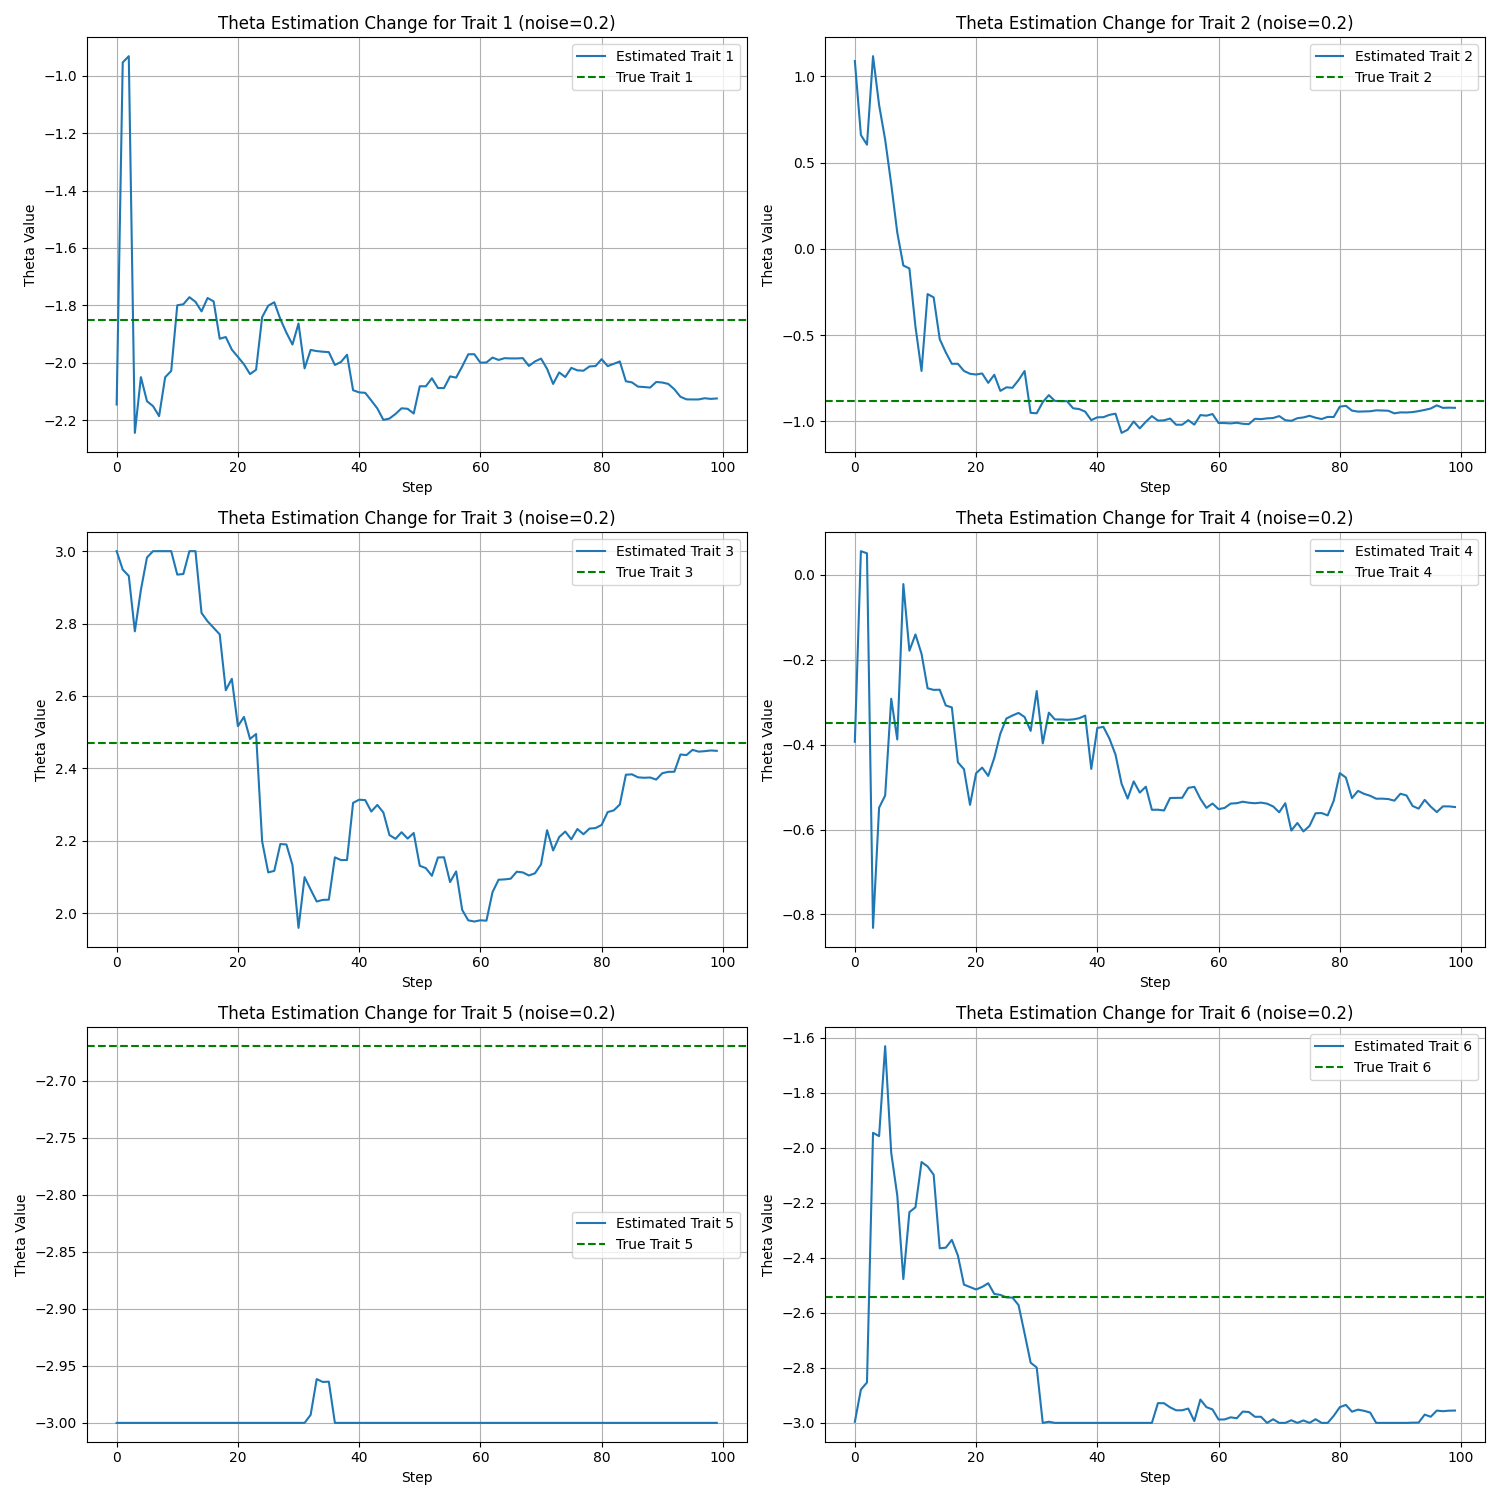 Theta Estimation Change for Trait 1 (noise=0.2)
Estimated Trait 1
True Trait 1
Theta Value
−1.0
−1.2
−1.4
−1.6
−1.8
−2.0
−2.2
0 20 40 60 80 100
Step
Theta Estimation Change for Trait 2 (noise=0.2)
Estimated Trait 2
True Trait 2
Theta Value
1.0
0.5
0.0
−0.5
−1.0
0 20 40 60 80 100
Step
Theta Estimation Change for Trait 3 (noise=0.2)
Estimated Trait 3
True Trait 3
Theta Value
3.0
2.8
2.6
2.4
2.2
2.0
0 20 40 60 80 100
Step
Theta Estimation Change for Trait 4 (noise=0.2)
Estimated Trait 4
True Trait 4
Theta Value
0.0
−0.2
−0.4
−0.6
−0.8
0 20 40 60 80 100
Step
Theta Estimation Change for Trait 5 (noise=0.2)
Estimated Trait 5
True Trait 5
Theta Value
−2.70
−2.75
−2.80
−2.85
−2.90
−2.95
−3.00
0 20 40 60 80 100
Step
Theta Estimation Change for Trait 6 (noise=0.2)
Estimated Trait 6
True Trait 6
Theta Value
−1.6
−1.8
−2.0
−2.2
−2.4
−2.6
−2.8
−3.0
0 20 40 60 80 100
Step